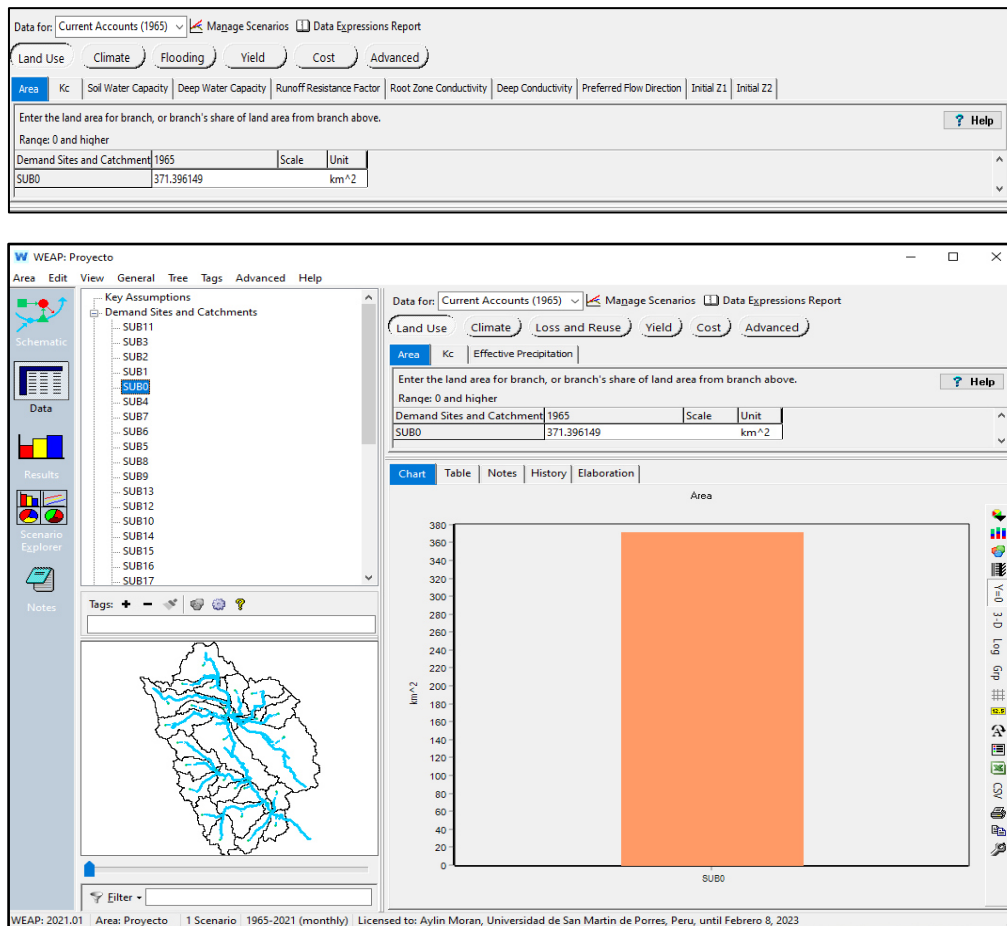 Data for: Current Accounts (1965) Manage Scenarios Data Expressions Report
Land Use Climate Flooding Yield Cost Advanced
Area Kc Soil Water Capacity Deep Water Capacity Runoff Resistance Factor Root Zone Conductivity Deep Conductivity Preferred Flow Direction Initial Z1 Initial Z2
Enter the land area for branch, or branch's share of land area from branch above.
? Help
Range: 0 and higher
Demand Sites and Catchment 1965 Scale Unit
SUB0 371.396149 km^2
W WEAP: Proyecto
Area Edit View General Tree Tags Advanced Help
Schematic
Data
Results
Scenario
Explorer
Notes
Key Assumptions
Demand Sites and Catchments
SUB11
SUB3
SUB2
SUB1
SUB0
SUB4
SUB7
SUB6
SUB5
SUB8
SUB9
SUB13
SUB12
SUB10
SUB14
SUB15
SUB16
SUB17
Tags: ?
Filter
Data for: Current Accounts (1965) Manage Scenarios Data Expressions Report
Land Use Climate Loss and Reuse Yield Cost Advanced
Area Kc Effective Precipitation
Enter the land area for branch, or branch's share of land area from branch above.
? Help
Range: 0 and higher
Demand Sites and Catchment 1965 Scale Unit
SUB0 371.396149 km^2
Chart Table Notes History Elaboration
Area
380
360
340
320
300
280
260
240
220
200
180
160
140
120
100
80
60
40
20
0
km^2
SUB0
Y=0
3-D
Log
Grp
12.5
CSV
WEAP: 2021.01 Area: Proyecto 1 Scenario 1965-2021 (monthly) Licensed to: Aylin Moran, Universidad de San Martin de Porres, Peru, until Febrero 8, 2023